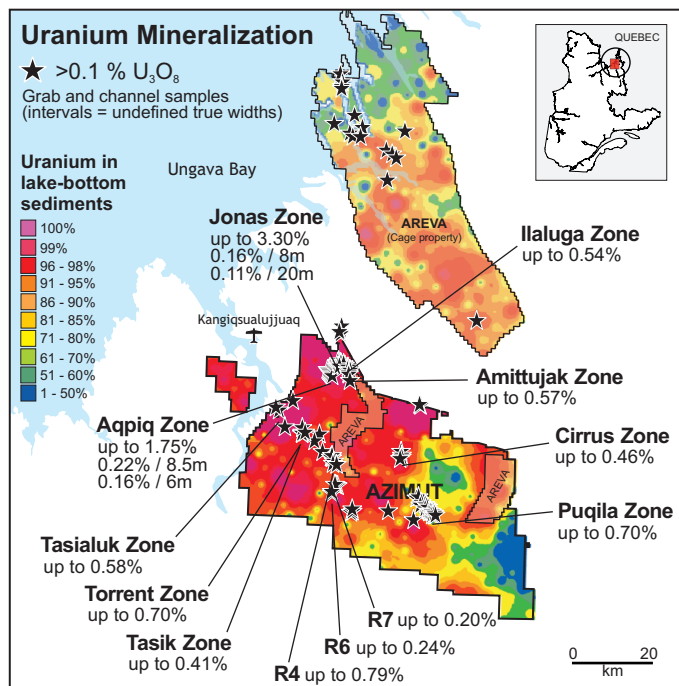 Uranium Mineralization
★ >0.1 % U₃O₈
Grab and channel samples
(intervals = undefined true widths)
QUEBEC
Uranium in
lake-bottom
sediments
100%
99%
96 - 98%
91 - 95%
86 - 90%
81 - 85%
71 - 80%
61 - 70%
51 - 60%
1 - 50%
Ungava Bay
Jonas Zone
up to 3.30%
0.16% / 8m
0.11% / 20m
AREVA
(Cage property)
Ilaluga Zone
up to 0.54%
Kangiqsualujjuaq
Amittujak Zone
up to 0.57%
Aqpiq Zone
up to 1.75%
0.22% / 8.5m
0.16% / 6m
AREVA
Cirrus Zone
up to 0.46%
AREVA
AZIMUT
Puqila Zone
up to 0.70%
Tasialuk Zone
up to 0.58%
Torrent Zone
up to 0.70%
Tasik Zone
up to 0.41%
R7 up to 0.20%
R6 up to 0.24%
R4 up to 0.79%
0 20
km